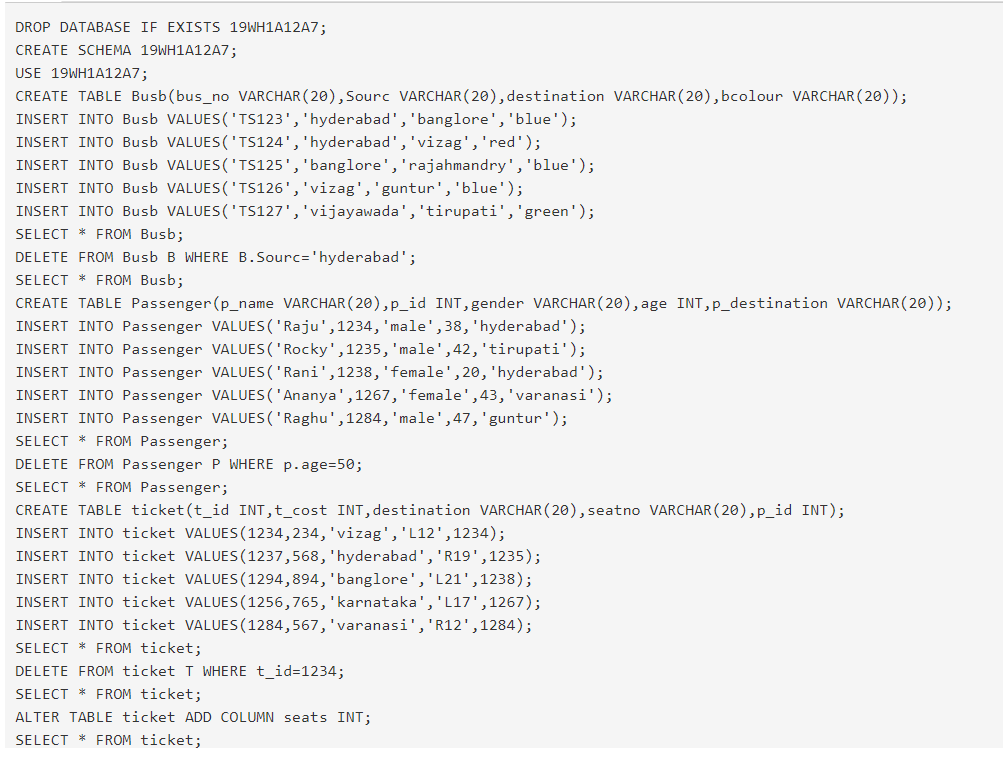 DROP DATABASE IF EXISTS 19WH1A12A7;
CREATE SCHEMA 19WH1A12A7;
USE 19WH1A12A7;
CREATE TABLE Busb(bus_no VARCHAR(20),Sourc VARCHAR(20),destination VARCHAR(20),bcolour VARCHAR(20));
INSERT INTO Busb VALUES('TS123','hyderabad','banglore','blue');
INSERT INTO Busb VALUES('TS124','hyderabad','vizag','red');
INSERT INTO Busb VALUES('TS125','banglore','rajahmandry','blue');
INSERT INTO Busb VALUES('TS126','vizag','guntur','blue');
INSERT INTO Busb VALUES('TS127','vijayawada','tirupati','green');
SELECT * FROM Busb;
DELETE FROM Busb B WHERE B.Sourc='hyderabad';
SELECT * FROM Busb;
CREATE TABLE Passenger(p_name VARCHAR(20),p_id INT,gender VARCHAR(20),age INT,p_destination VARCHAR(20));
INSERT INTO Passenger VALUES('Raju',1234,'male',38,'hyderabad');
INSERT INTO Passenger VALUES('Rocky',1235,'male',42,'tirupati');
INSERT INTO Passenger VALUES('Rani',1238,'female',20,'hyderabad');
INSERT INTO Passenger VALUES('Ananya',1267,'female',43,'varanasi');
INSERT INTO Passenger VALUES('Raghu',1284,'male',47,'guntur');
SELECT * FROM Passenger;
DELETE FROM Passenger P WHERE p.age=50;
SELECT * FROM Passenger;
CREATE TABLE ticket(t_id INT,t_cost INT,destination VARCHAR(20),seatno VARCHAR(20),p_id INT);
INSERT INTO ticket VALUES(1234,234,'vizag','L12',1234);
INSERT INTO ticket VALUES(1237,568,'hyderabad','R19',1235);
INSERT INTO ticket VALUES(1294,894,'banglore','L21',1238);
INSERT INTO ticket VALUES(1256,765,'karnataka','L17',1267);
INSERT INTO ticket VALUES(1284,567,'varanasi','R12',1284);
SELECT * FROM ticket;
DELETE FROM ticket T WHERE t_id=1234;
SELECT * FROM ticket;
ALTER TABLE ticket ADD COLUMN seats INT;
SELECT * FROM ticket;